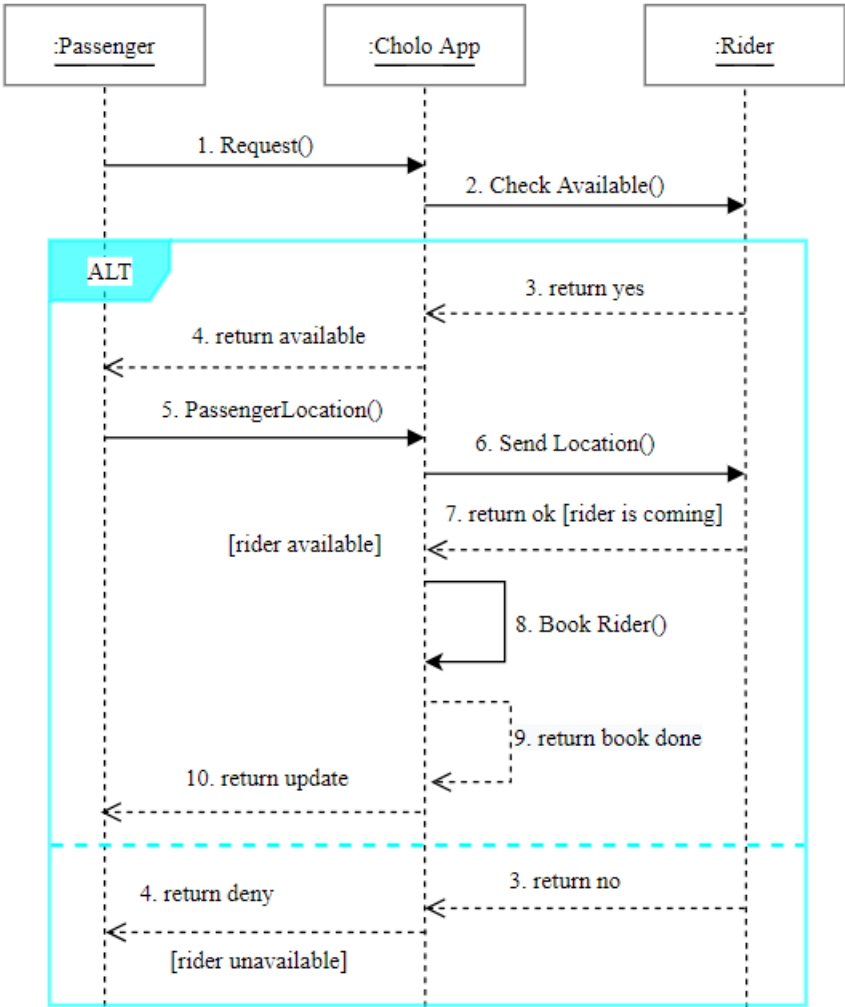 :Passenger
:Cholo App
:Rider
1. Request()
2. Check Available()
ALT
3. return yes
4. return available
5. PassengerLocation()
6. Send Location()
7. return ok [rider is coming]
[rider available]
8. Book Rider()
9. return book done
10. return update
3. return no
4. return deny
[rider unavailable]